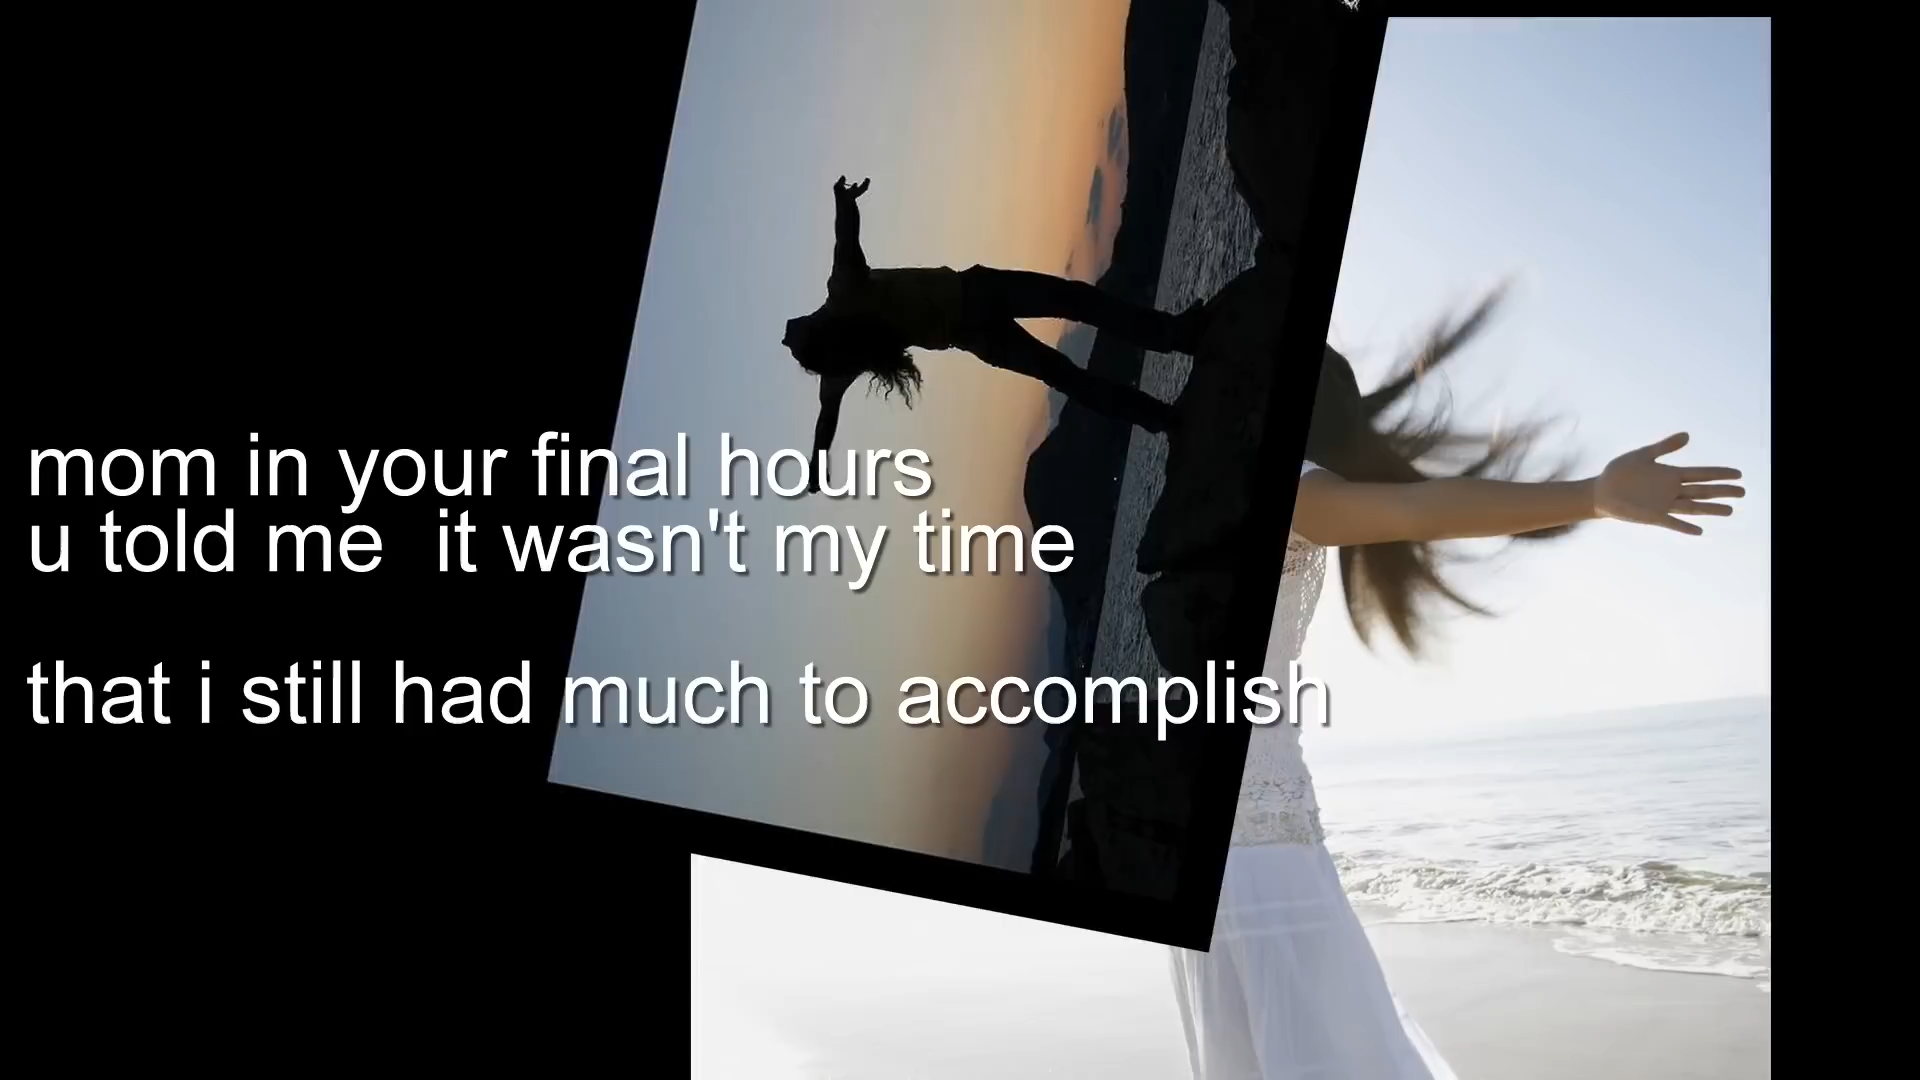 mom in your final hours
u told me  it wasn't my time
that i still had much to accomplish